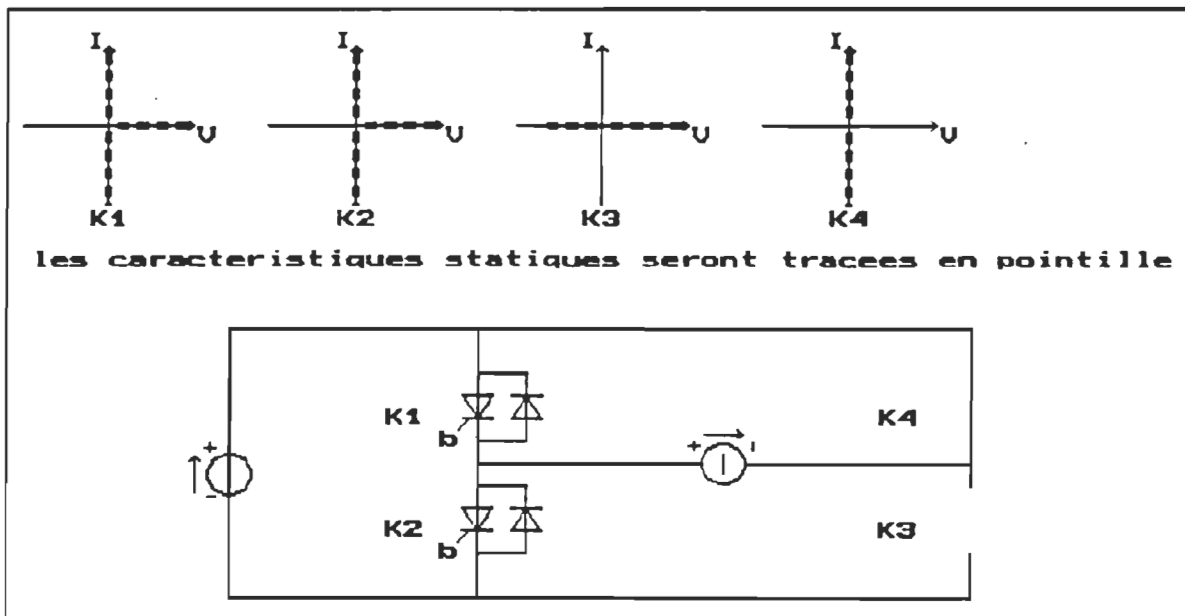 I I I I
U U U U
K1 K2 K3 K4
les caracteristiques statiques seront tracees en pointille
K1 K4
b
+ + I
-
K2 K3
b